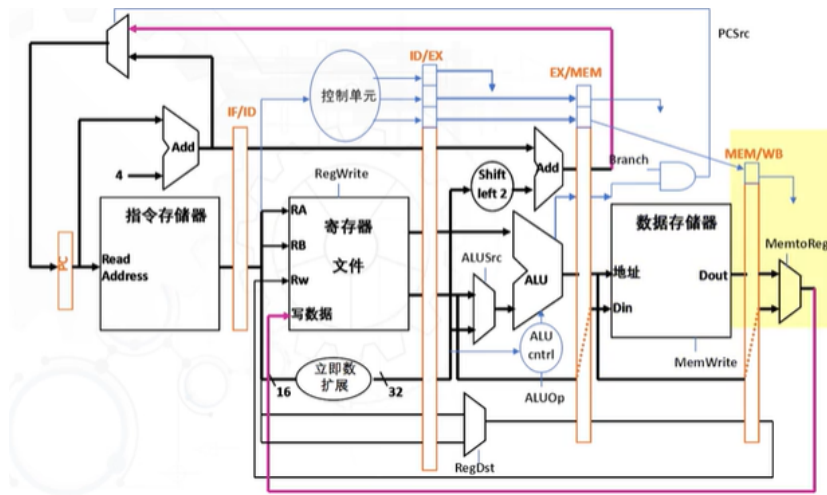 PCSrc
ID/EX
EX/MEM
控制单元
IF/ID
Add
4
RegWrite
Shift
left 2
Add
Branch
MEM/WB
指令存储器
寄存器
文件
数据存储器
RA
RB
Rw
写数据
PC
Read
Address
ALUSrc
ALU
地址
Din
Dout
MemtoReg
ALU
cntrl
MemWrite
立即数
扩展
16
32
ALUOp
RegDst